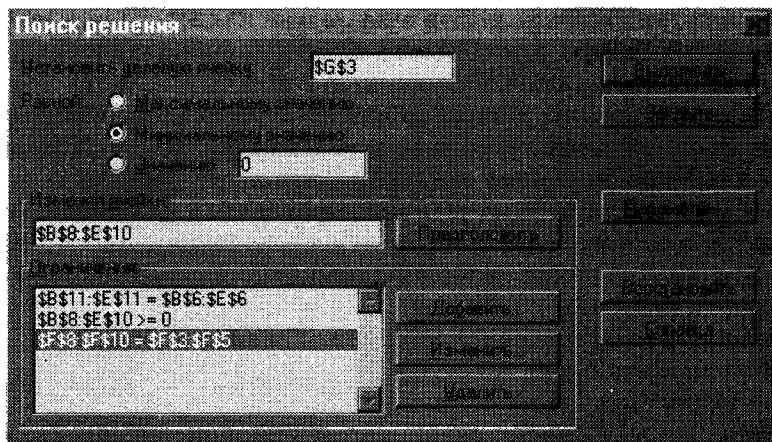 Поиск решения
Установить целевую ячейку: $G$3
Равной: Максимальному значению
Минимальному значению
Значению: 0
Изменяя ячейки:
$B$8:$E$10 Предположить
Ограничения:
$B$11:$E$11 = $B$6:$E$6
$B$8:$E$10 >= 0
$F$8:$F$10 = $F$3:$F$5
Добавить...
Изменить...
Удалить
Выполнить
Закрыть
Параметры...
Восстановить
Справка